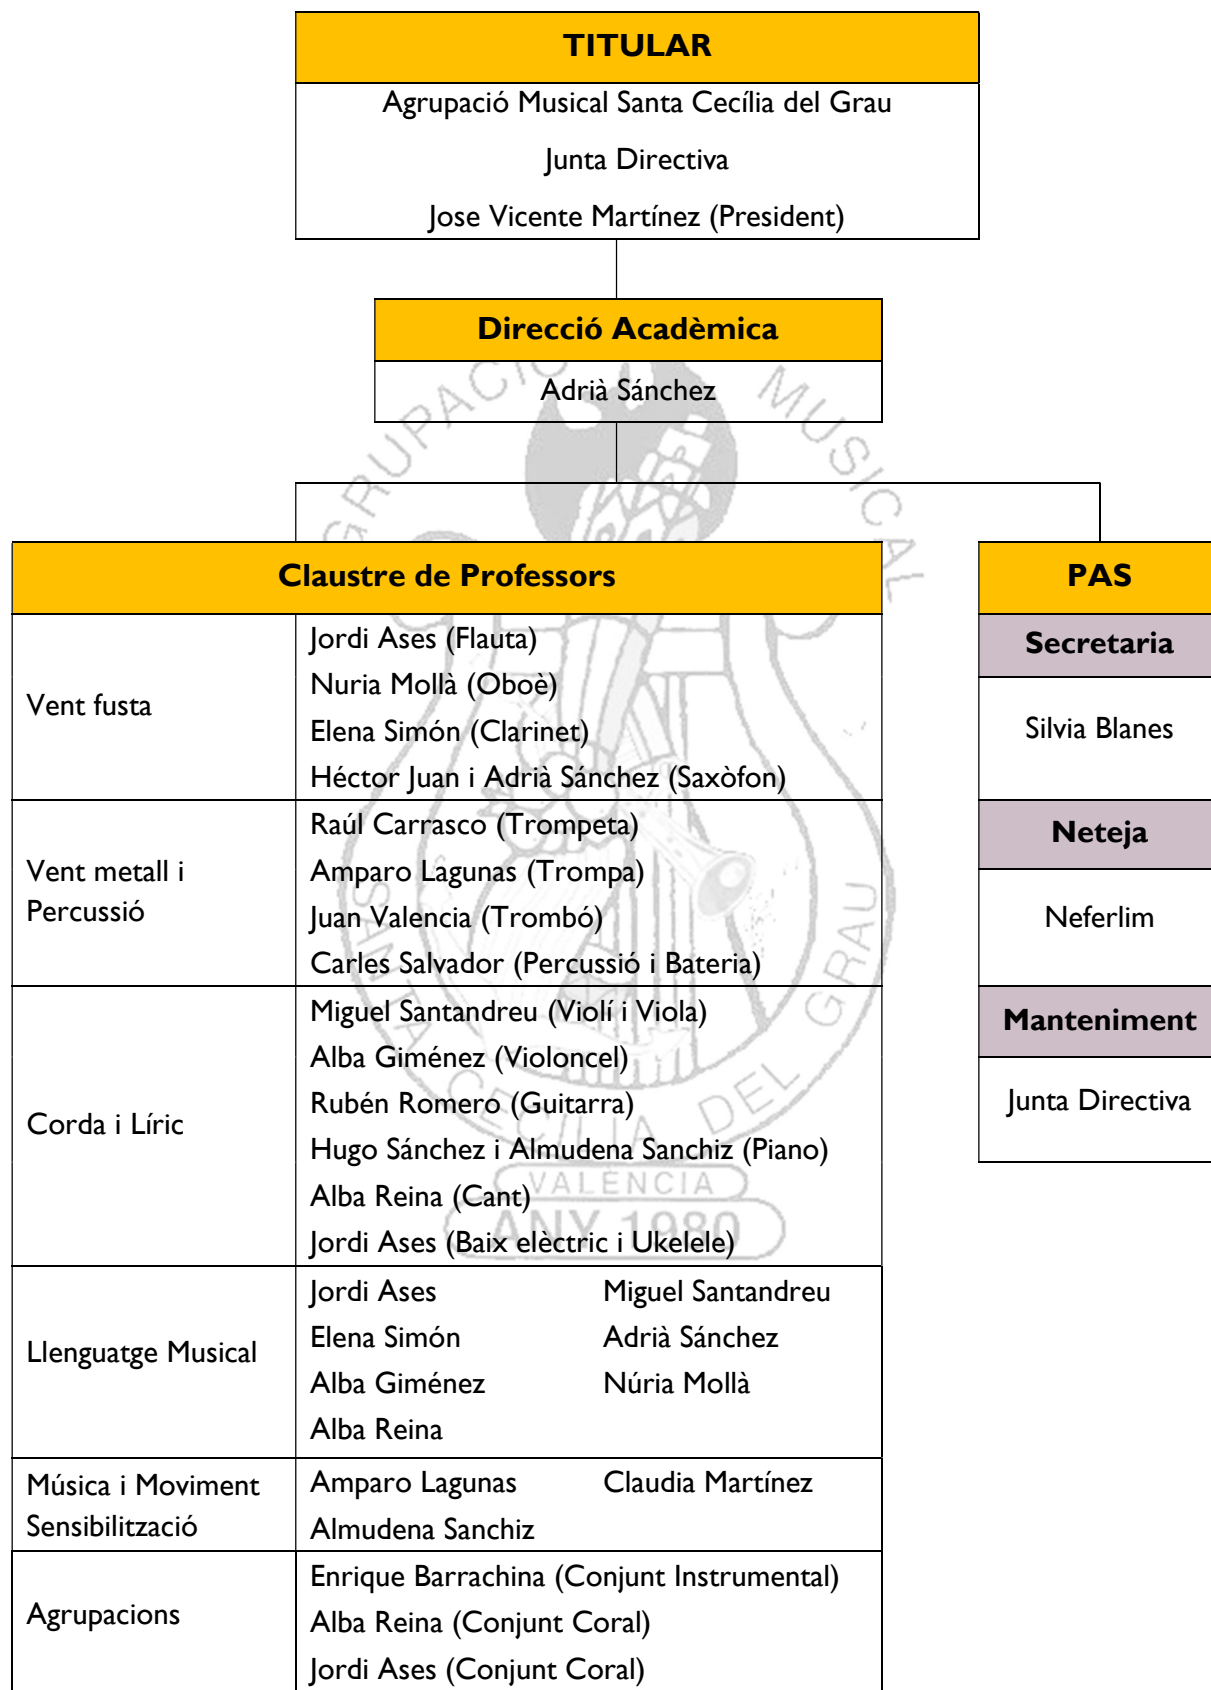 TITULAR
Agrupació Musical Santa Cecília del Grau
Junta Directiva
Jose Vicente Martínez (President)
Direcció Acadèmica
Adrià Sánchez
Claustre de Professors
Vent fusta
Jordi Ases (Flauta)
Nuria Mollà (Oboè)
Elena Simón (Clarinet)
Héctor Juan i Adrià Sánchez (Saxòfon)
Vent metall i
Percussió
Raúl Carrasco (Trompeta)
Amparo Lagunas (Trompa)
Juan Valencia (Trombó)
Carles Salvador (Percussió i Bateria)
Corda i Líric
Miguel Santandreu (Violí i Viola)
Alba Giménez (Violoncel)
Rubén Romero (Guitarra)
Hugo Sánchez i Almudena Sanchiz (Piano)
Alba Reina (Cant)
Jordi Ases (Baix elèctric i Ukelele)
Llenguatge Musical
Jordi Ases
Elena Simón
Alba Giménez
Alba Reina
Miguel Santandreu
Adrià Sánchez
Núria Mollà
Música i Moviment
Sensibilització
Amparo Lagunas
Almudena Sanchiz
Claudia Martínez
Agrupacions
Enrique Barrachina (Conjunt Instrumental)
Alba Reina (Conjunt Coral)
Jordi Ases (Conjunt Coral)
PAS
Secretaria
Silvia Blanes
Neteja
Neferlim
Manteniment
Junta Directiva
AGRUPACIÓ MUSICAL
SANTA CECILIA DEL GRAU
VALÈNCIA
ANY 1980